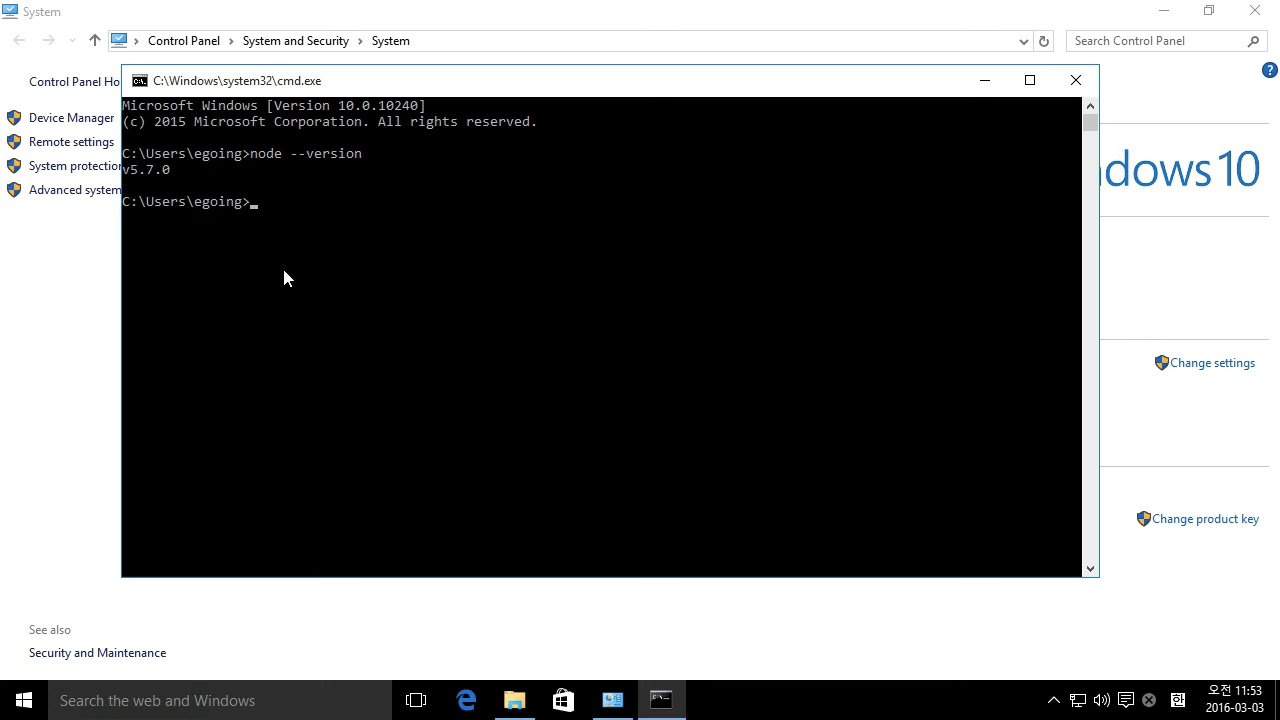 System
Control Panel
System and Security
System
Search Control Panel
Control Panel Ho
Device Manager
Remote settings
System protectio
Advanced system
C:\Windows\system32\cmd.exe
Microsoft Windows [Version 10.0.10240]
(c) 2015 Microsoft Corporation. All rights reserved.
C:\Users\egoing>node --version
v5.7.0
C:\Users\egoing>
dows 10
Change settings
Change product key
See also
Security and Maintenance
Search the web and Windows
한
오전 11:53
2016-03-03